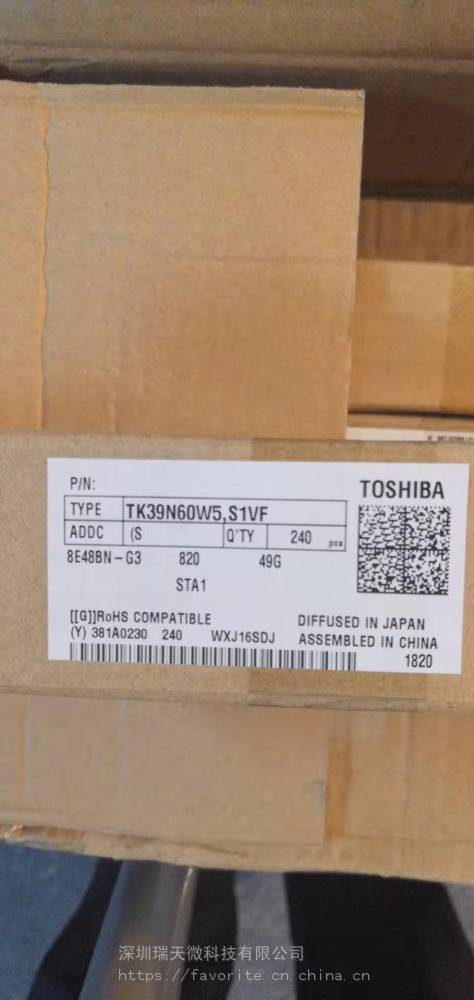 P/N:
TOSHIBA
TYPE TK39N60W5,S1VF
ADDC (S Q'TY 240 pcs
8E48BN-G3 820 49G
STA1
[[G]]RoHS COMPATIBLE DIFFUSED IN JAPAN
(Y) 381A0230 240 WXJ16SDJ ASSEMBLED IN CHINA
1820
深圳瑞天微科技有限公司
https://favorite.cn.china.cn